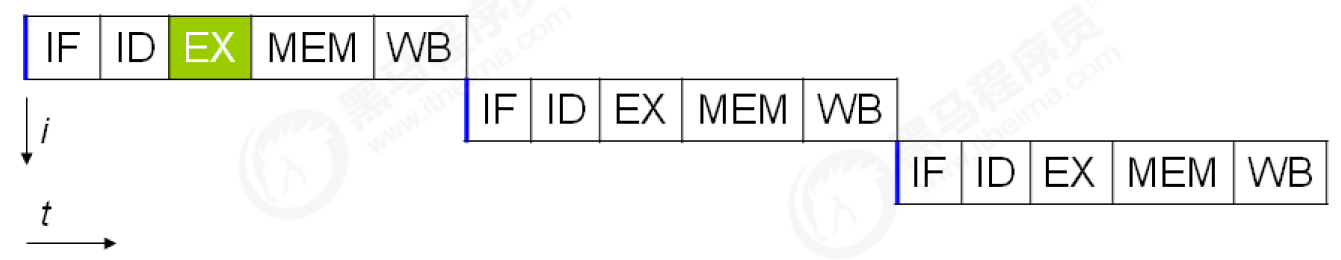 IF ID EX MEM WB
IF ID EX MEM WB
IF ID EX MEM WB
i
t
黑马程序员
www.itheima.com
黑马程序员
www.itheima.com